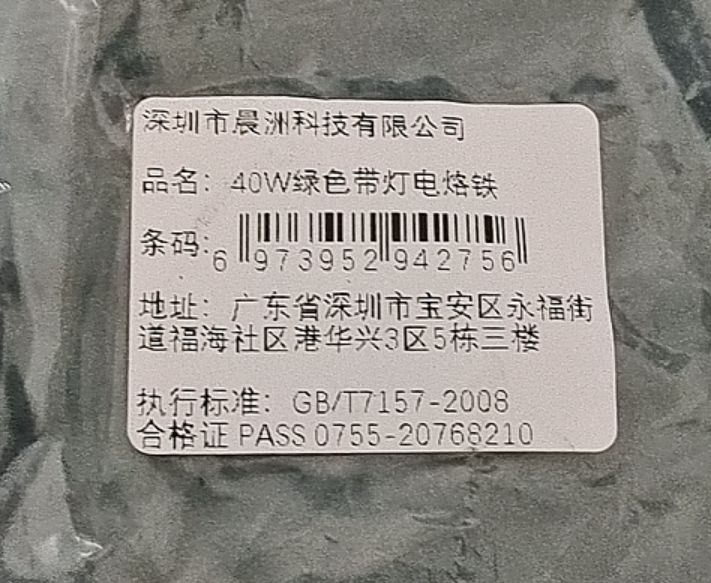 深圳市晨洲科技有限公司
品名：40W绿色带灯电烙铁
条码：
6 973952 942756
地址：广东省深圳市宝安区永福街
道福海社区港华兴3区5栋三楼
执行标准：GB/T7157-2008
合格证 PASS 0755-20768210